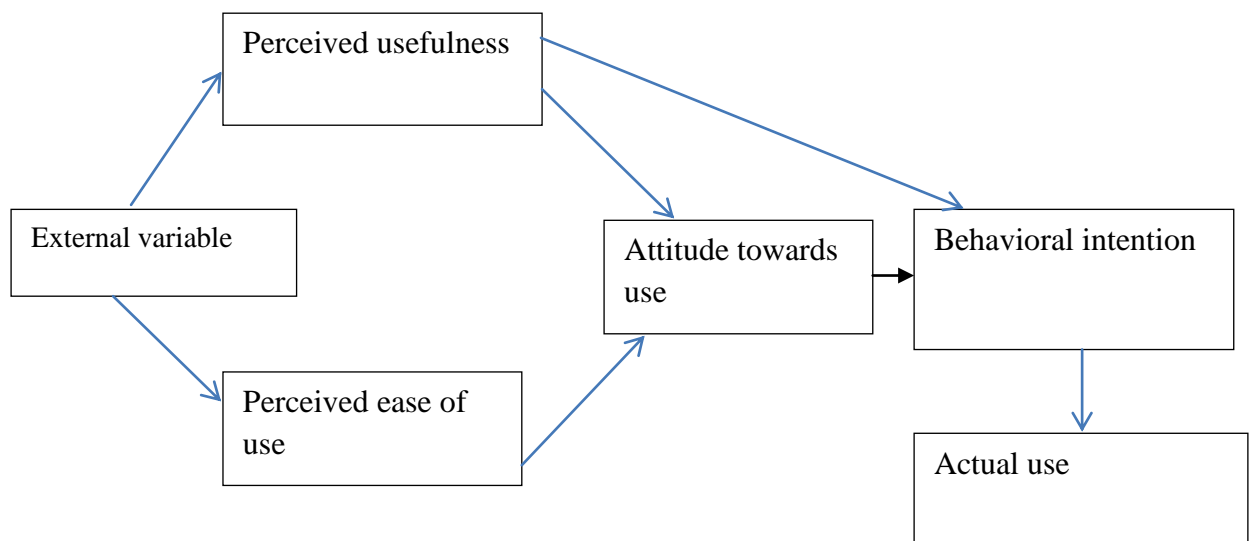 Perceived usefulness
External variable
Attitude towards
use
Behavioral intention
Perceived ease of
use
Actual use